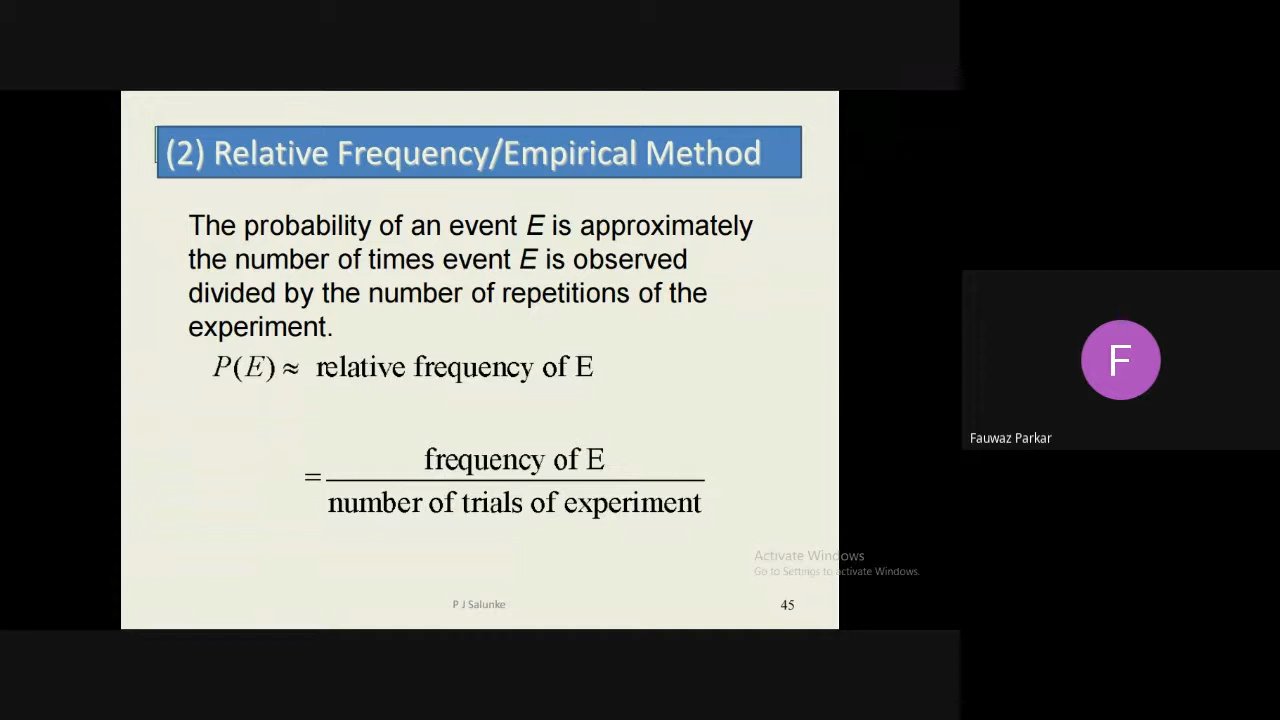 (2) Relative Frequency/Empirical Method
The probability of an event E is approximately
the number of times event E is observed
divided by the number of repetitions of the
experiment.
P(E) ≈ relative frequency of E
frequency of E
=
number of trials of experiment
Activate Windows
Go to Settings to activate Windows.
P J Salunke
45
F
Fauwaz Parkar